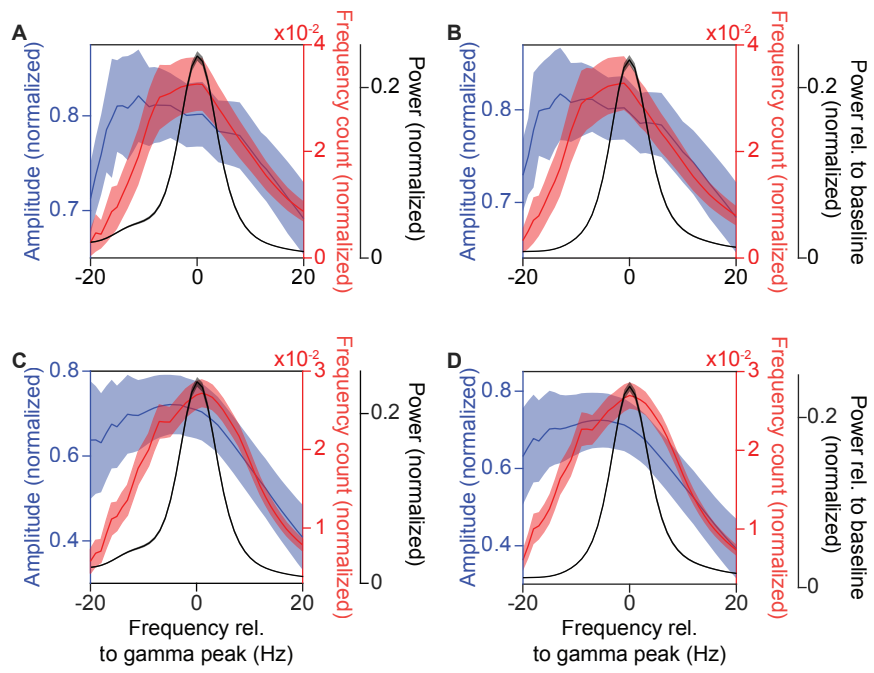 A
x10-2
B
x10-2
Amplitude (normalized)
0.8
0.7
4
2
0
Frequency count (normalized)
0.2
0
Power (normalized)
-20
0
20
Amplitude (normalized)
0.8
0.7
4
2
0
Frequency count (normalized)
0.2
0
Power rel. to baseline
(normalized)
-20
0
20
C
x10-2
D
x10-2
Amplitude (normalized)
0.8
0.6
0.4
3
2
1
Frequency count (normalized)
0.2
0
Power (normalized)
-20
0
20
Frequency rel.
to gamma peak (Hz)
Amplitude (normalized)
0.8
0.6
0.4
3
2
1
Frequency count (normalized)
0.2
0
Power rel. to baseline
(normalized)
-20
0
20
Frequency rel.
to gamma peak (Hz)